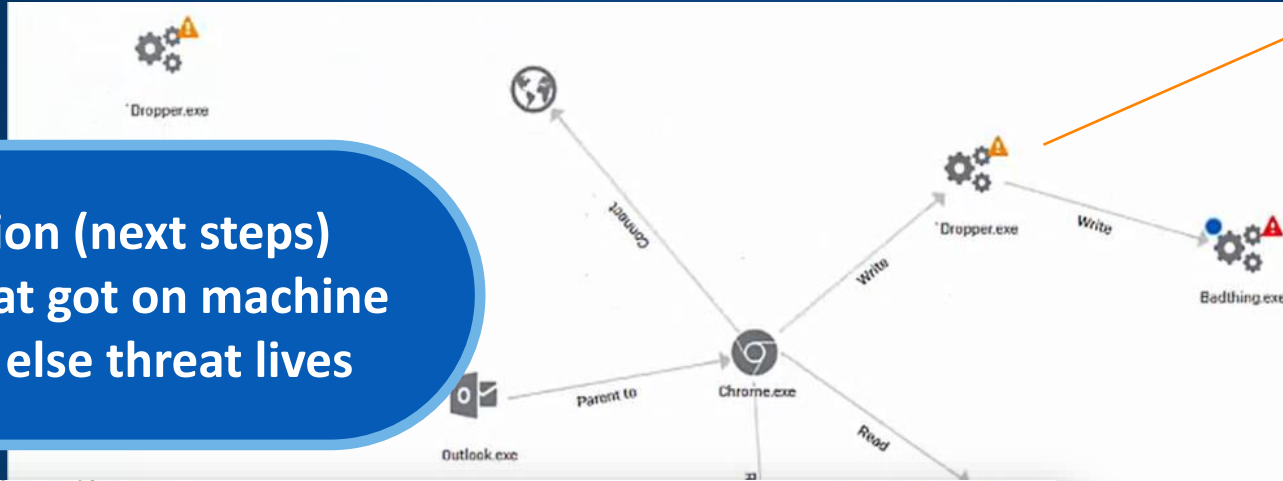 `Dropper.exe
Connect
`Dropper.exe
Write
Badthing.exe
Write
ion (next steps)
at got on machine
else threat lives
Parent to
Chrome.exe
Read
Outlook.exe